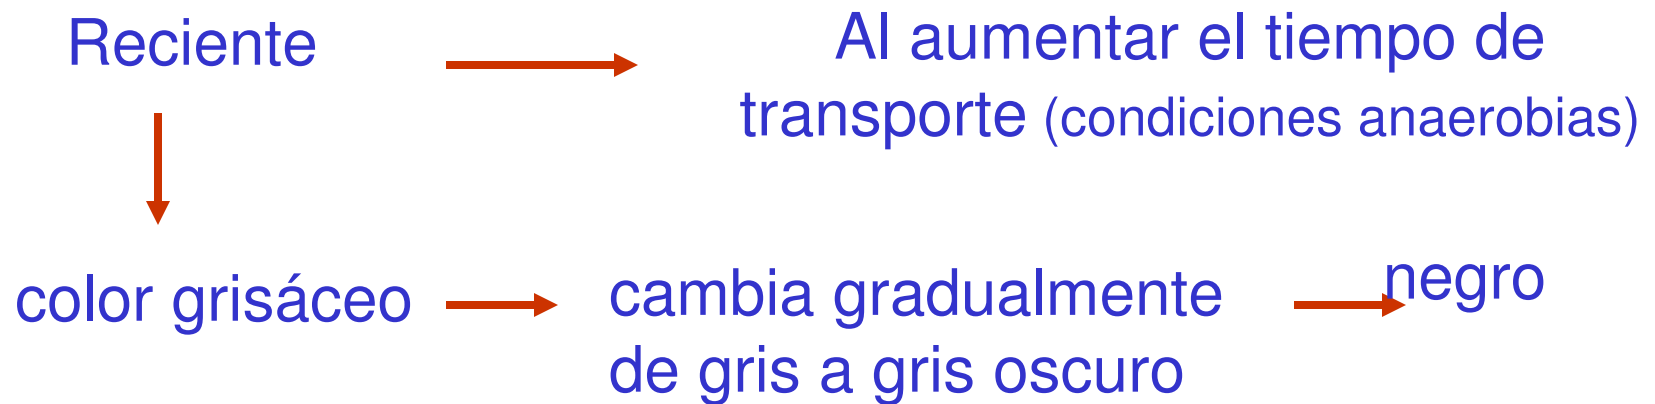 Reciente
Al aumentar el tiempo de
transporte (condiciones anaerobias)
color grisáceo
cambia gradualmente
de gris a gris oscuro
negro